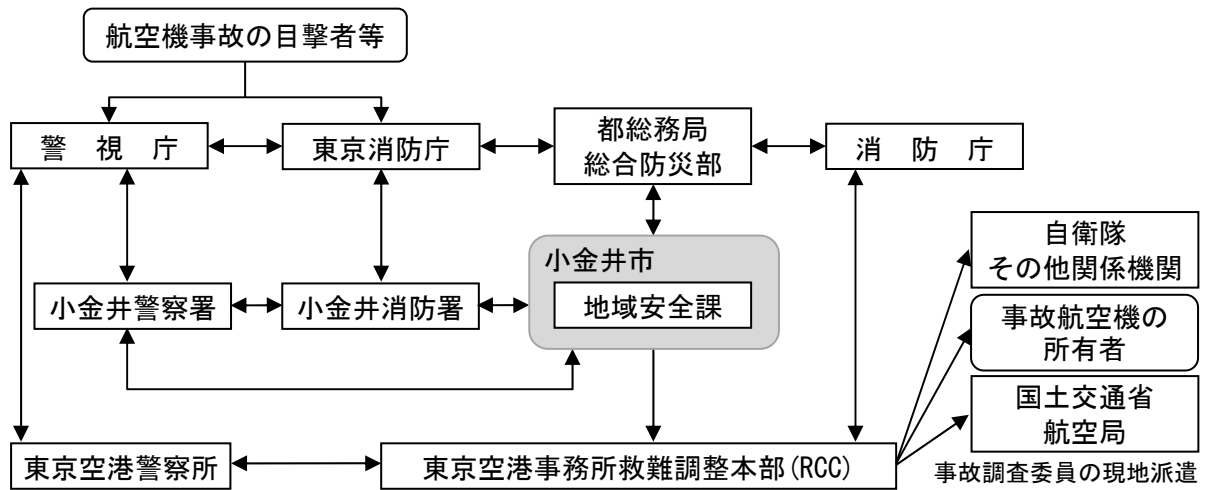 航空機事故の目撃者等
警　視　庁
東京消防庁
都総務局
総合防災部
消　防　庁
小金井市
地域安全課
小金井警察署
小金井消防署
自衛隊
その他関係機関
事故航空機の
所有者
国土交通省
航空局
事故調査委員の現地派遣
東京空港警察所
東京空港事務所救難調整本部(RCC)